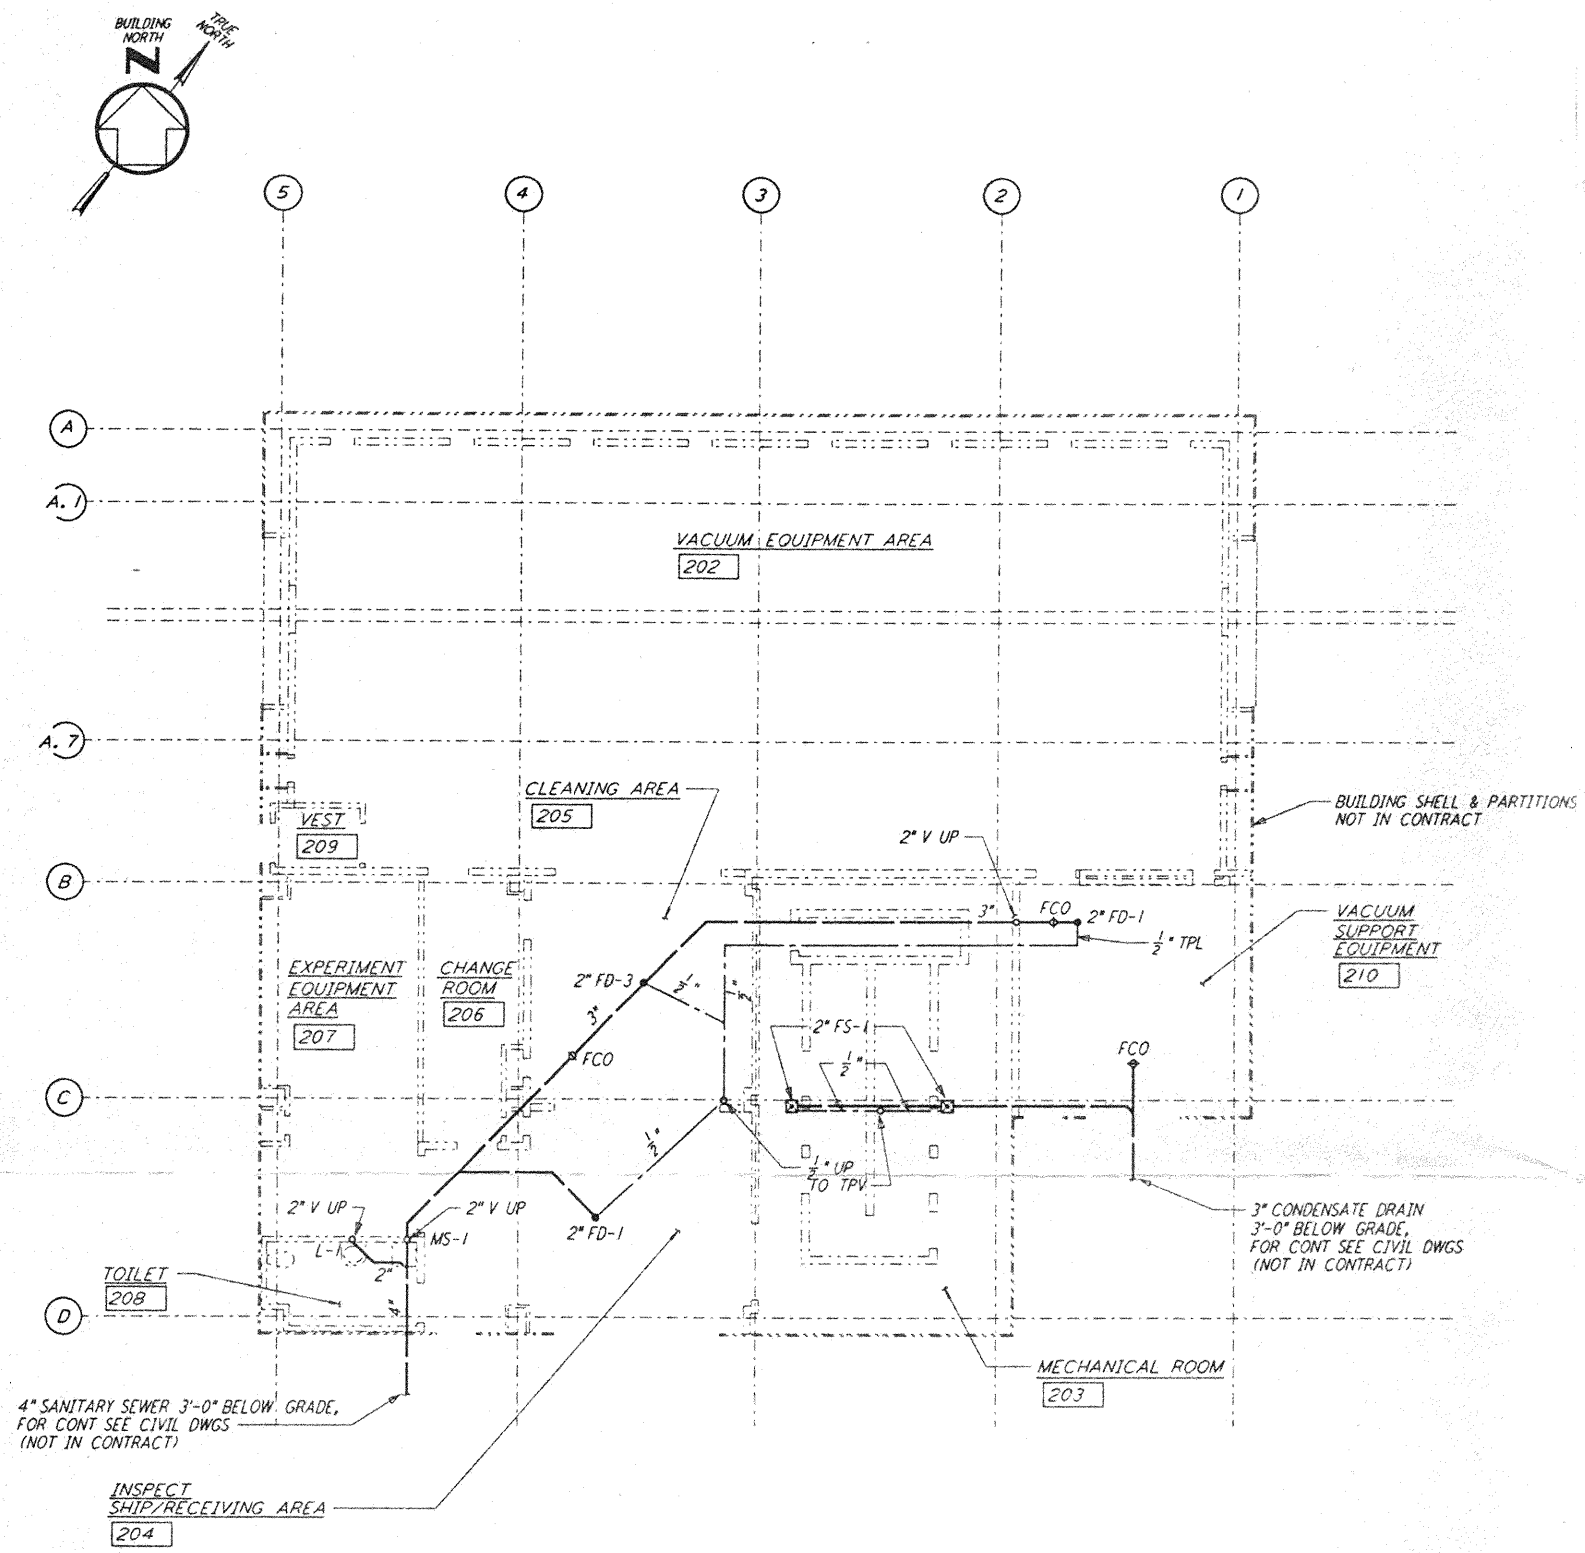 BUILDING
NORTH
N
TRUE
NORTH
5
4
3
2
1
A
A.1
VACUUM EQUIPMENT AREA
202
A.7
CLEANING AREA
205
BUILDING SHELL & PARTITIONS
NOT IN CONTRACT
VEST
209
2" V UP
B
3"
FCO
2" FD-1
VACUUM
SUPPORT
EQUIPMENT
210
1/2" TPL
EXPERIMENT
EQUIPMENT
AREA
207
CHANGE
ROOM
206
2" FD-3
1/2"
1/2"
3"
FCO
2" FS-1
1/2"
FCO
C
1/2"
1/2" UP
TO TPV
2" V UP
2" V UP
3" CONDENSATE DRAIN
3'-0" BELOW GRADE,
FOR CONT SEE CIVIL DWGS
(NOT IN CONTRACT)
L-1
MS-1
2" FD-1
2"
TOILET
208
4"
D
MECHANICAL ROOM
203
4" SANITARY SEWER 3'-0" BELOW GRADE,
FOR CONT SEE CIVIL DWGS
(NOT IN CONTRACT)
INSPECT
SHIP/RECEIVING AREA
204